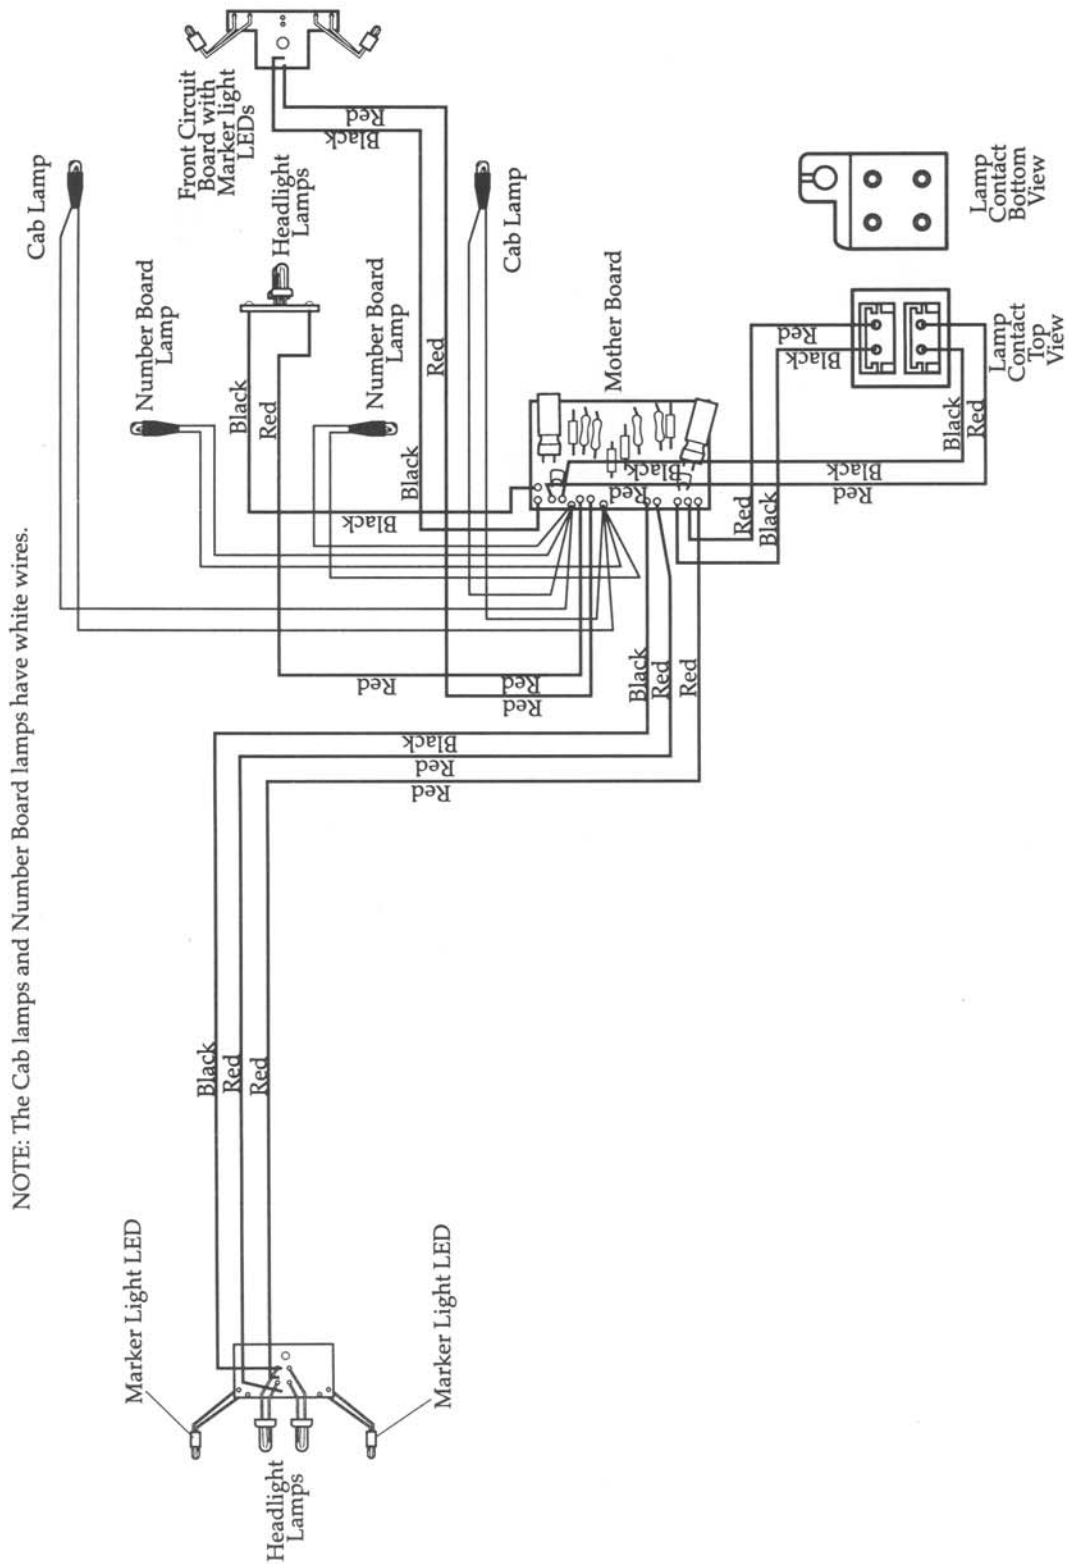 NOTE: The Cab lamps and Number Board lamps have white wires.
Cab Lamp
Marker Light LED
Number Board
Lamp
Front Circuit
Board with
Marker light
LEDs
Black
Red
Red
Black
Red
Headlight
Lamps
Headlight
Lamps
Red
Black
Black
Red
Number Board
Lamp
Black
Red
Black
Red
Red
Marker Light LED
Black
Red
Cab Lamp
Red
Red
Mother Board
Black
Red
Red
Black
Red
Red
Black
Red
Black
Black
Red
Black
Red
Lamp
Contact
Top
View
Lamp
Contact
Bottom
View